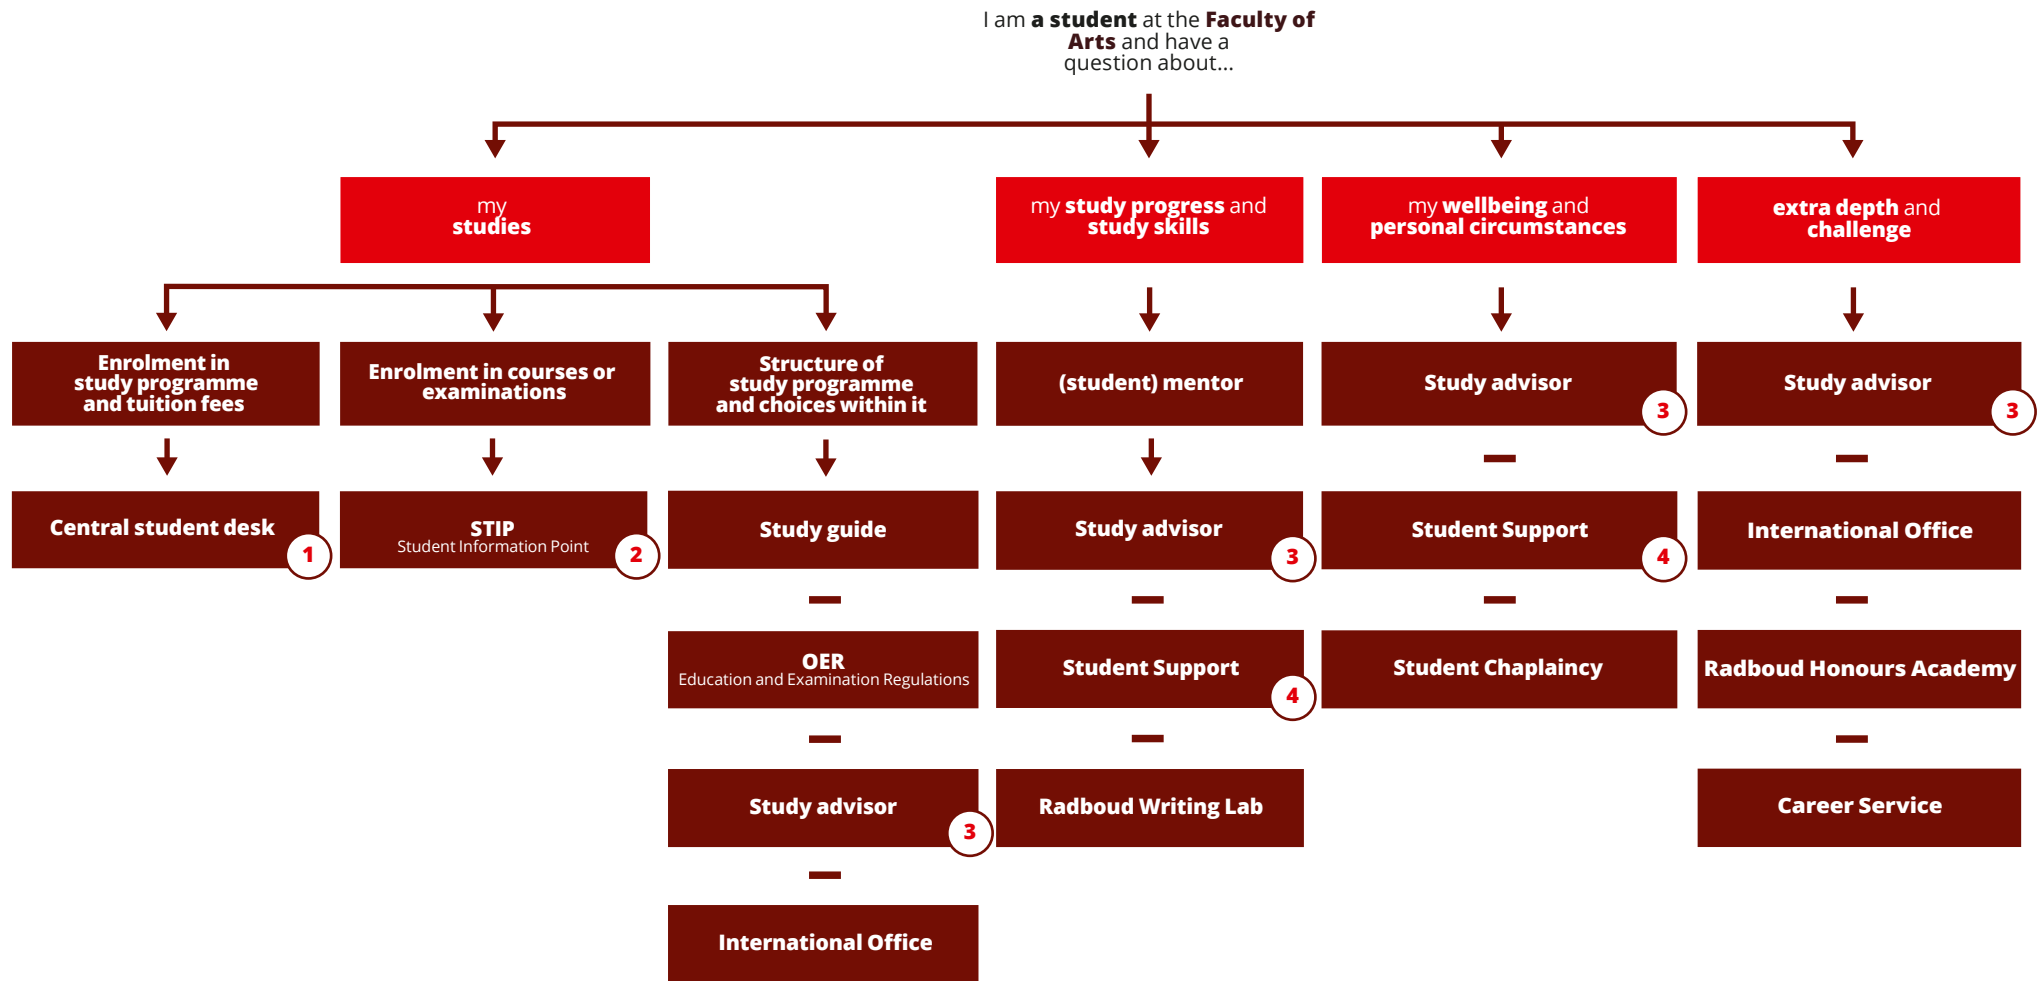 I am a student at the Faculty of
Arts and have a
question about...
my
studies
my study progress and
study skills
my wellbeing and
personal circumstances
extra depth and
challenge
Enrolment in
study programme
and tuition fees
Enrolment in courses or
examinations
Structure of
study programme
and choices within it
(student) mentor
Study advisor
3
Study advisor
3
Central student desk
1
STIP
Student Information Point
2
Study guide
Study advisor
3
Student Support
4
International Office
OER
Education and Examination Regulations
Student Support
4
Student Chaplaincy
Radboud Honours Academy
Study advisor
3
Radboud Writing Lab
Career Service
International Office